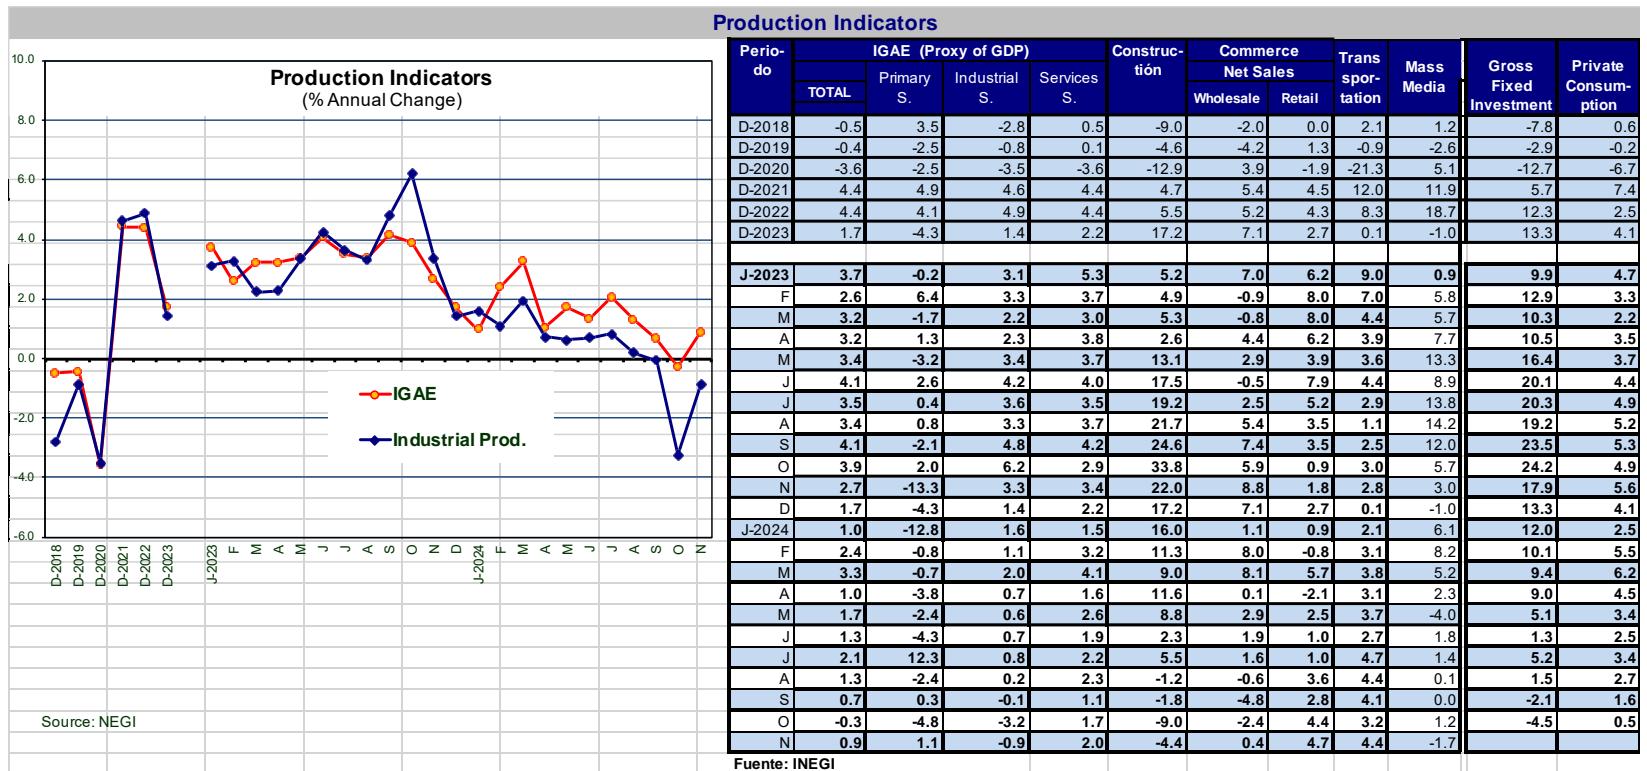 Production Indicators
Production Indicators
(% Annual Change)
10.0
8.0
6.0
4.0
2.0
0.0
-2.0
-4.0
-6.0
IGAE
Industrial Prod.
D-2018 D-2019 D-2020 D-2021 D-2022 D-2023 J-2023 F M A M J J A S O N D J-2024 F M A M J J A S O N
Source: NEGI
Perio-do IGAE (Proxy of GDP) Construc-tión Commerce Trans spor-tation Mass Media Gross Fixed Investment Private Consum-ption
Net Sales
TOTAL Primary S. Industrial S. Services S. Wholesale Retail
D-2018 -0.5 3.5 -2.8 0.5 -9.0 -2.0 0.0 2.1 1.2 -7.8 0.6
D-2019 -0.4 -2.5 -0.8 0.1 -4.6 -4.2 1.3 -0.9 -2.6 -2.9 -0.2
D-2020 -3.6 -2.5 -3.5 -3.6 -12.9 3.9 -1.9 -21.3 5.1 -12.7 -6.7
D-2021 4.4 4.9 4.6 4.4 4.7 5.4 4.5 12.0 11.9 5.7 7.4
D-2022 4.4 4.1 4.9 4.4 5.5 5.2 4.3 8.3 18.7 12.3 2.5
D-2023 1.7 -4.3 1.4 2.2 17.2 7.1 2.7 0.1 -1.0 13.3 4.1
J-2023 3.7 -0.2 3.1 5.3 5.2 7.0 6.2 9.0 0.9 9.9 4.7
F 2.6 6.4 3.3 3.7 4.9 -0.9 8.0 7.0 5.8 12.9 3.3
M 3.2 -1.7 2.2 3.0 5.3 -0.8 8.0 4.4 5.7 10.3 2.2
A 3.2 1.3 2.3 3.8 2.6 4.4 6.2 3.9 7.7 10.5 3.5
M 3.4 -3.2 3.4 3.7 13.1 2.9 3.9 3.6 13.3 16.4 3.7
J 4.1 2.6 4.2 4.0 17.5 -0.5 7.9 4.4 8.9 20.1 4.4
J 3.5 0.4 3.6 3.5 19.2 2.5 5.2 2.9 13.8 20.3 4.9
A 3.4 0.8 3.3 3.7 21.7 5.4 3.5 1.1 14.2 19.2 5.2
S 4.1 -2.1 4.8 4.2 24.6 7.4 3.5 2.5 12.0 23.5 5.3
O 3.9 2.0 6.2 2.9 33.8 5.9 0.9 3.0 5.7 24.2 4.9
N 2.7 -13.3 3.3 3.4 22.0 8.8 1.8 2.8 3.0 17.9 5.6
D 1.7 -4.3 1.4 2.2 17.2 7.1 2.7 0.1 -1.0 13.3 4.1
J-2024 1.0 -12.8 1.6 1.5 16.0 1.1 0.9 2.1 6.1 12.0 2.5
F 2.4 -0.8 1.1 3.2 11.3 8.0 -0.8 3.1 8.2 10.1 5.5
M 3.3 -0.7 2.0 4.1 9.0 8.1 5.7 3.8 5.2 9.4 6.2
A 1.0 -3.8 0.7 1.6 11.6 0.1 -2.1 3.1 2.3 9.0 4.5
M 1.7 -2.4 0.6 2.6 8.8 2.9 2.5 3.7 -4.0 5.1 3.4
J 1.3 -4.3 0.7 1.9 2.3 1.9 1.0 2.7 1.8 1.3 2.5
J 2.1 12.3 0.8 2.2 5.5 1.6 1.0 4.7 1.4 5.2 3.4
A 1.3 -2.4 0.2 2.3 -1.2 -0.6 3.6 4.4 0.1 1.5 2.7
S 0.7 0.3 -0.1 1.1 -1.8 -4.8 2.8 4.1 0.0 -2.1 1.6
O -0.3 -4.8 -3.2 1.7 -9.0 -2.4 4.4 3.2 1.2 -4.5 0.5
N 0.9 1.1 -0.9 2.0 -4.4 0.4 4.7 4.4 -1.7
Fuente: INEGI